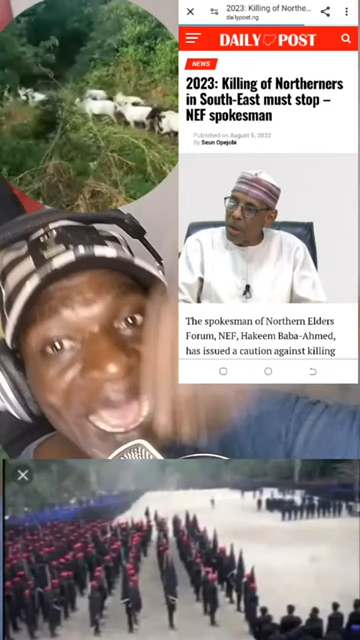 2023: Killing of Northe...
dailypost.ng
DAILY POST
NEWS
2023: Killing of Northerners
in South-East must stop –
NEF spokesman
Published on August 5, 2022
By Seun Opejobi
The spokesman of Northern Elders
Forum, NEF, Hakeem Baba-Ahmed,
has issued a caution against killing